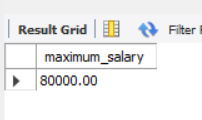 Result Grid Filter
maximum_salary
80000.00